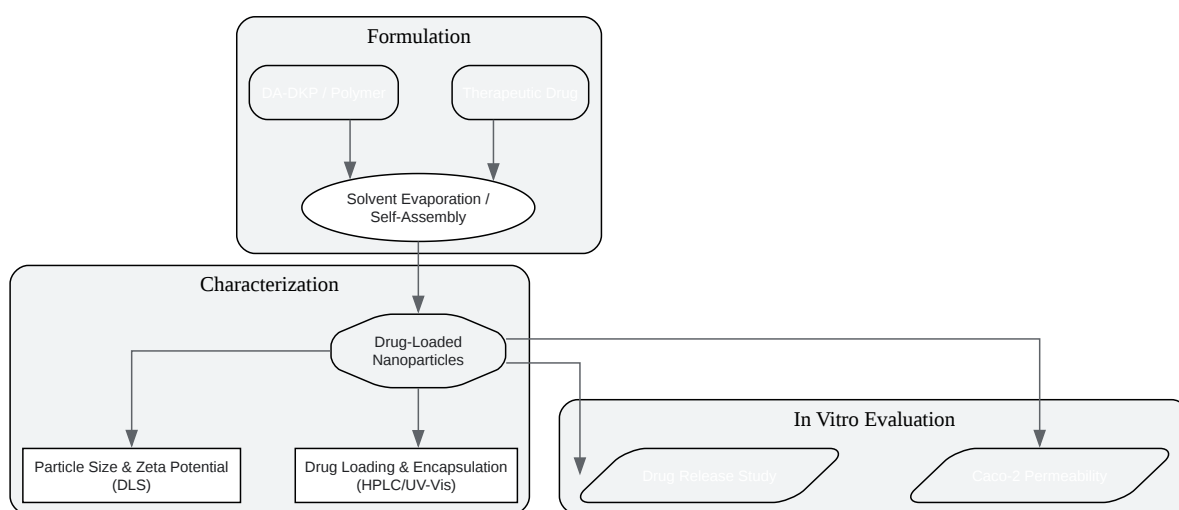 Formulation
DA-DKP / Polymer
Therapeutic Drug
Solvent Evaporation /
Self-Assembly
Characterization
Drug-Loaded
Nanoparticles
In Vitro Evaluation
Particle Size & Zeta Potential
(DLS)
Drug Loading & Encapsulation
(HPLC/UV-Vis)
Drug Release Study
Caco-2 Permeability